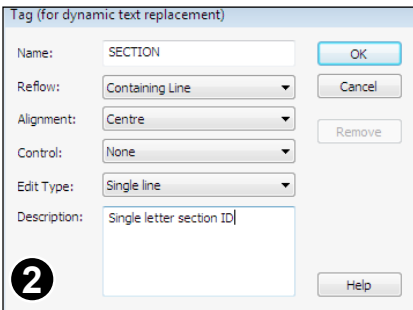 Tag (for dynamic text replacement)
Name: SECTION OK
Reflow: Containing Line Cancel
Alignment: Centre Remove
Control: None
Edit Type: Single line
Description: Single letter section ID
2 Help